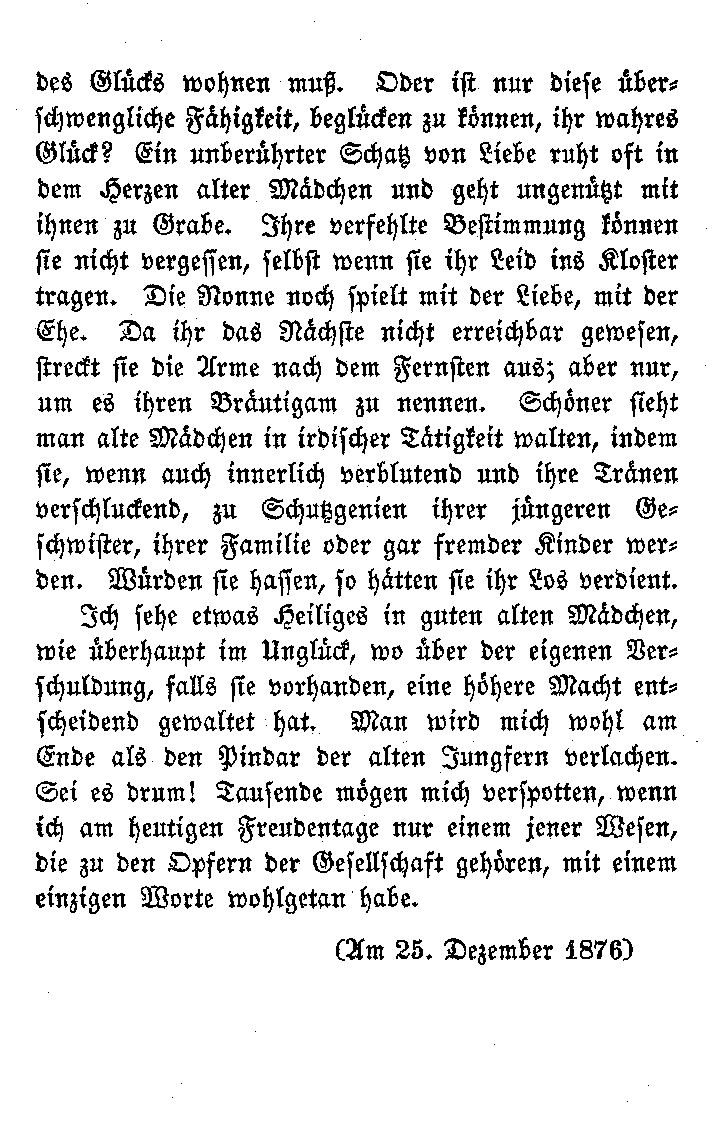 des Glücks wohnen muß. Oder ist nur diese über-
schwengliche Fähigkeit, beglücken zu können, ihr wahres
Glück? Ein unberührter Schatz von Liebe ruht oft in
dem Herzen alter Mädchen und geht ungenützt mit
ihnen zu Grabe. Ihre verfehlte Bestimmung können
sie nicht vergessen, selbst wenn sie ihr Leid ins Kloster
tragen. Die Nonne noch spielt mit der Liebe, mit der
Ehe. Da ihr das Nächste nicht erreichbar gewesen,
streckt sie die Arme nach dem Fernsten aus; aber nur,
um es ihren Bräutigam zu nennen. Schöner sieht
man alte Mädchen in irdischer Tätigkeit walten, indem
sie, wenn auch innerlich verblutend und ihre Tränen
verschluckend, zu Schutzgenien ihrer jüngeren Ge-
schwister, ihrer Familie oder gar fremder Kinder wer-
den. Würden sie hassen, so hätten sie ihr Los verdient.
Ich sehe etwas Heiliges in guten alten Mädchen,
wie überhaupt im Unglück, wo über der eigenen Ver-
schuldung, falls sie vorhanden, eine höhere Macht ent-
scheidend gewaltet hat. Man wird mich wohl am
Ende als den Pindar der alten Jungfern verlachen.
Sei es drum! Tausende mögen mich verspotten, wenn
ich am heutigen Freudentage nur einem jener Wesen,
die zu den Opfern der Gesellschaft gehören, mit einem
einzigen Worte wohlgetan habe.
(Am 25. Dezember 1876)